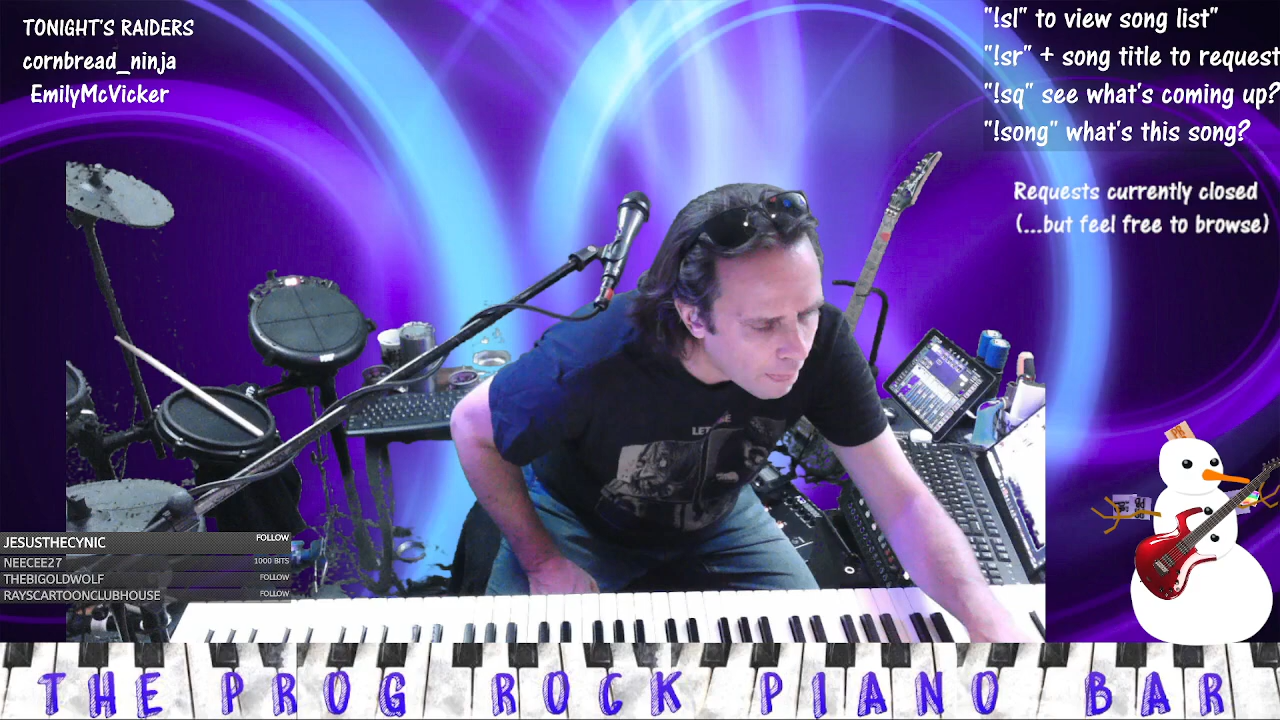 TONIGHT'S RAIDERS
cornbread_ninja
EmilyMcVicker
"!sl" to view song list"
"!sr" + song title to request
"!sq" see what's coming up?
"!song" what's this song?
Requests currently closed
(...but feel free to browse)
JESUSTHECYNIC FOLLOW
NEECEE27 1000 BITS
THEBIGOLDWOLF FOLLOW
RAYSCARTOONCLUBHOUSE FOLLOW
THE PROG ROCK PIANO BAR